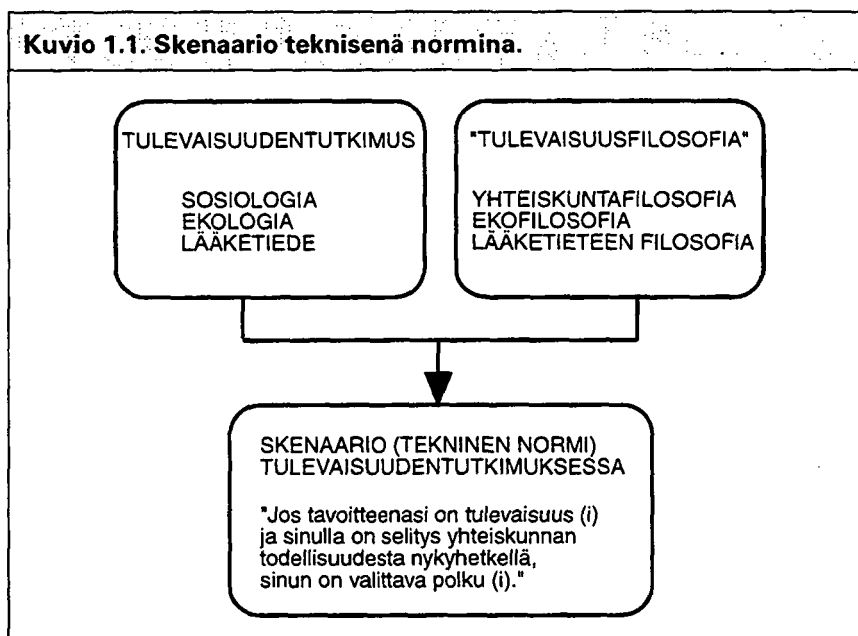 Kuvio 1.1. Skenaario teknisenä normina.
TULEVAISUUDENTUTKIMUS
SOSIOLOGIA
EKOLOGIA
LÄÄKETIEDE
"TULEVAISUUSFILOSOFIA"
YHTEISKUNTAFILOSOFIA
EKOFILOSOFIA
LÄÄKETIETEEN FILOSOFIA
SKENAARIO (TEKNINEN NORMI)
TULEVAISUUDENTUTKIMUKSESSA
"Jos tavoitteenasi on tulevaisuus (i)
ja sinulla on selitys yhteiskunnan
todellisuudesta nykyhetkellä,
sinun on valittava polku (i)."